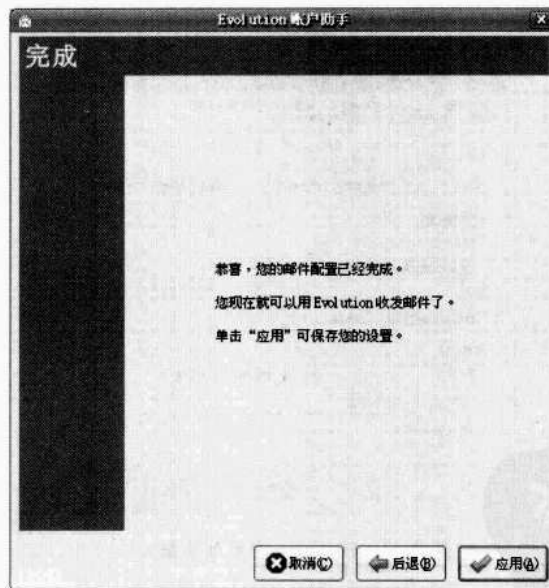 Evolution 账户助手
完成
恭喜，您的邮件配置已经完成。
您现在就可以用 Evolution 收发邮件了。
单击“应用”可保存您的设置。
取消(C) 后退(B) 应用(A)